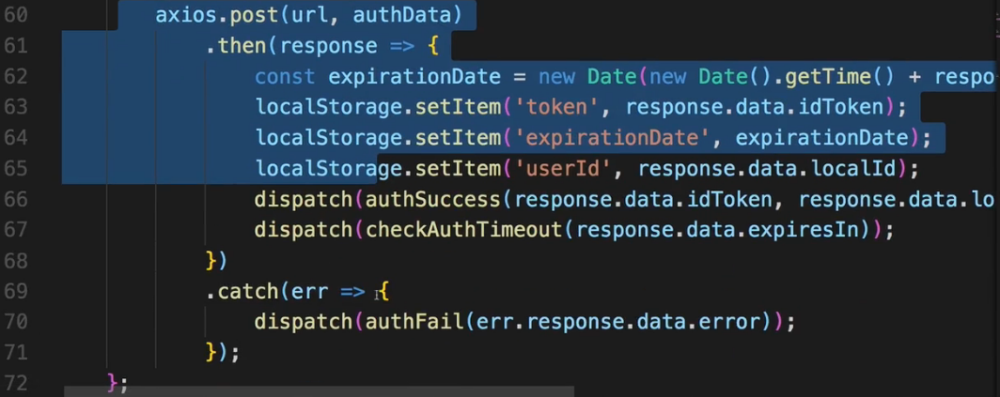 60 axios.post(url, authData)
61 .then(response => {
62 const expirationDate = new Date(new Date().getTime() + respo
63 localStorage.setItem('token', response.data.idToken);
64 localStorage.setItem('expirationDate', expirationDate);
65 localStorage.setItem('userId', response.data.localId);
66 dispatch(authSuccess(response.data.idToken, response.data.lo
67 dispatch(checkAuthTimeout(response.data.expiresIn));
68 })
69 .catch(err => {
70 dispatch(authFail(err.response.data.error));
71 });
72 };